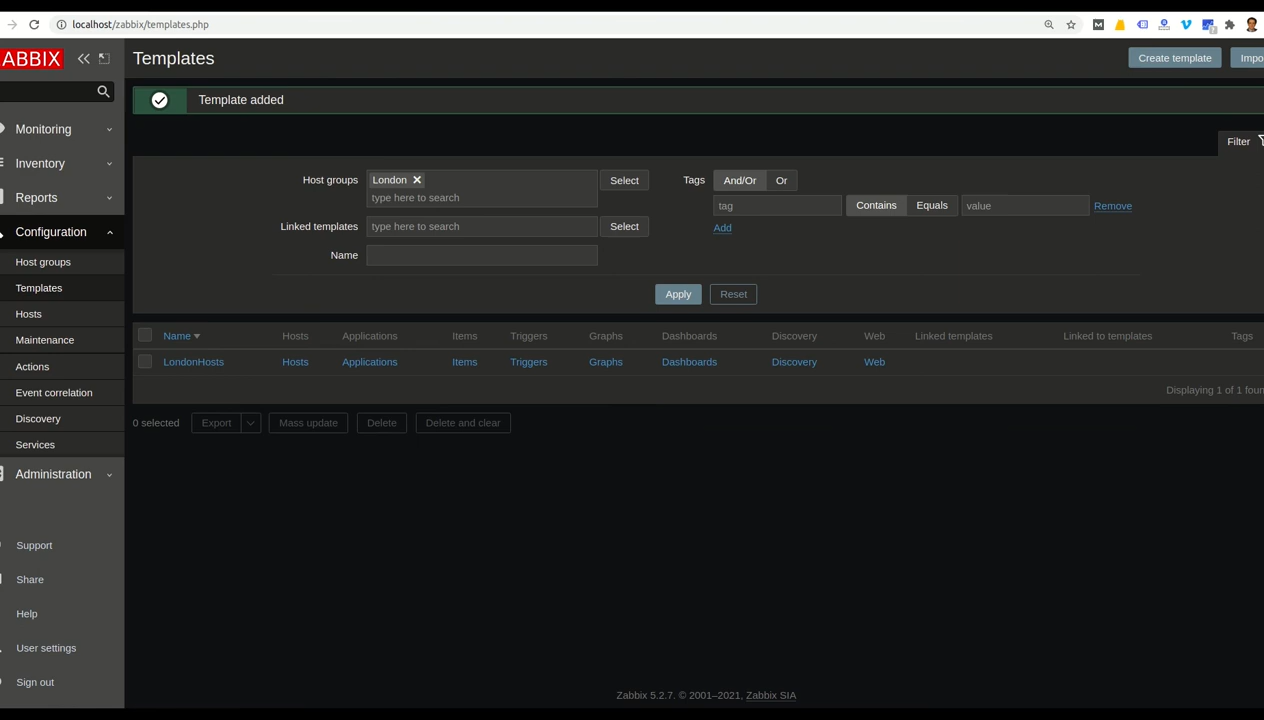 localhost/zabbix/templates.php
ABBIX
Templates
Create template
Impo
Template added
Monitoring
Inventory
Reports
Configuration
Host groups
Templates
Hosts
Maintenance
Actions
Event correlation
Discovery
Services
Administration
Support
Share
Help
User settings
Sign out
Filter
Host groups London type here to search Select
Tags And/Or Or
tag Contains Equals value Remove
Add
Linked templates type here to search Select
Name
Apply Reset
Name Hosts Applications Items Triggers Graphs Dashboards Discovery Web Linked templates Linked to templates Tags
LondonHosts Hosts Applications Items Triggers Graphs Dashboards Discovery Web
Displaying 1 of 1 foun
0 selected Export Mass update Delete Delete and clear
Zabbix 5.2.7. © 2001–2021, Zabbix SIA